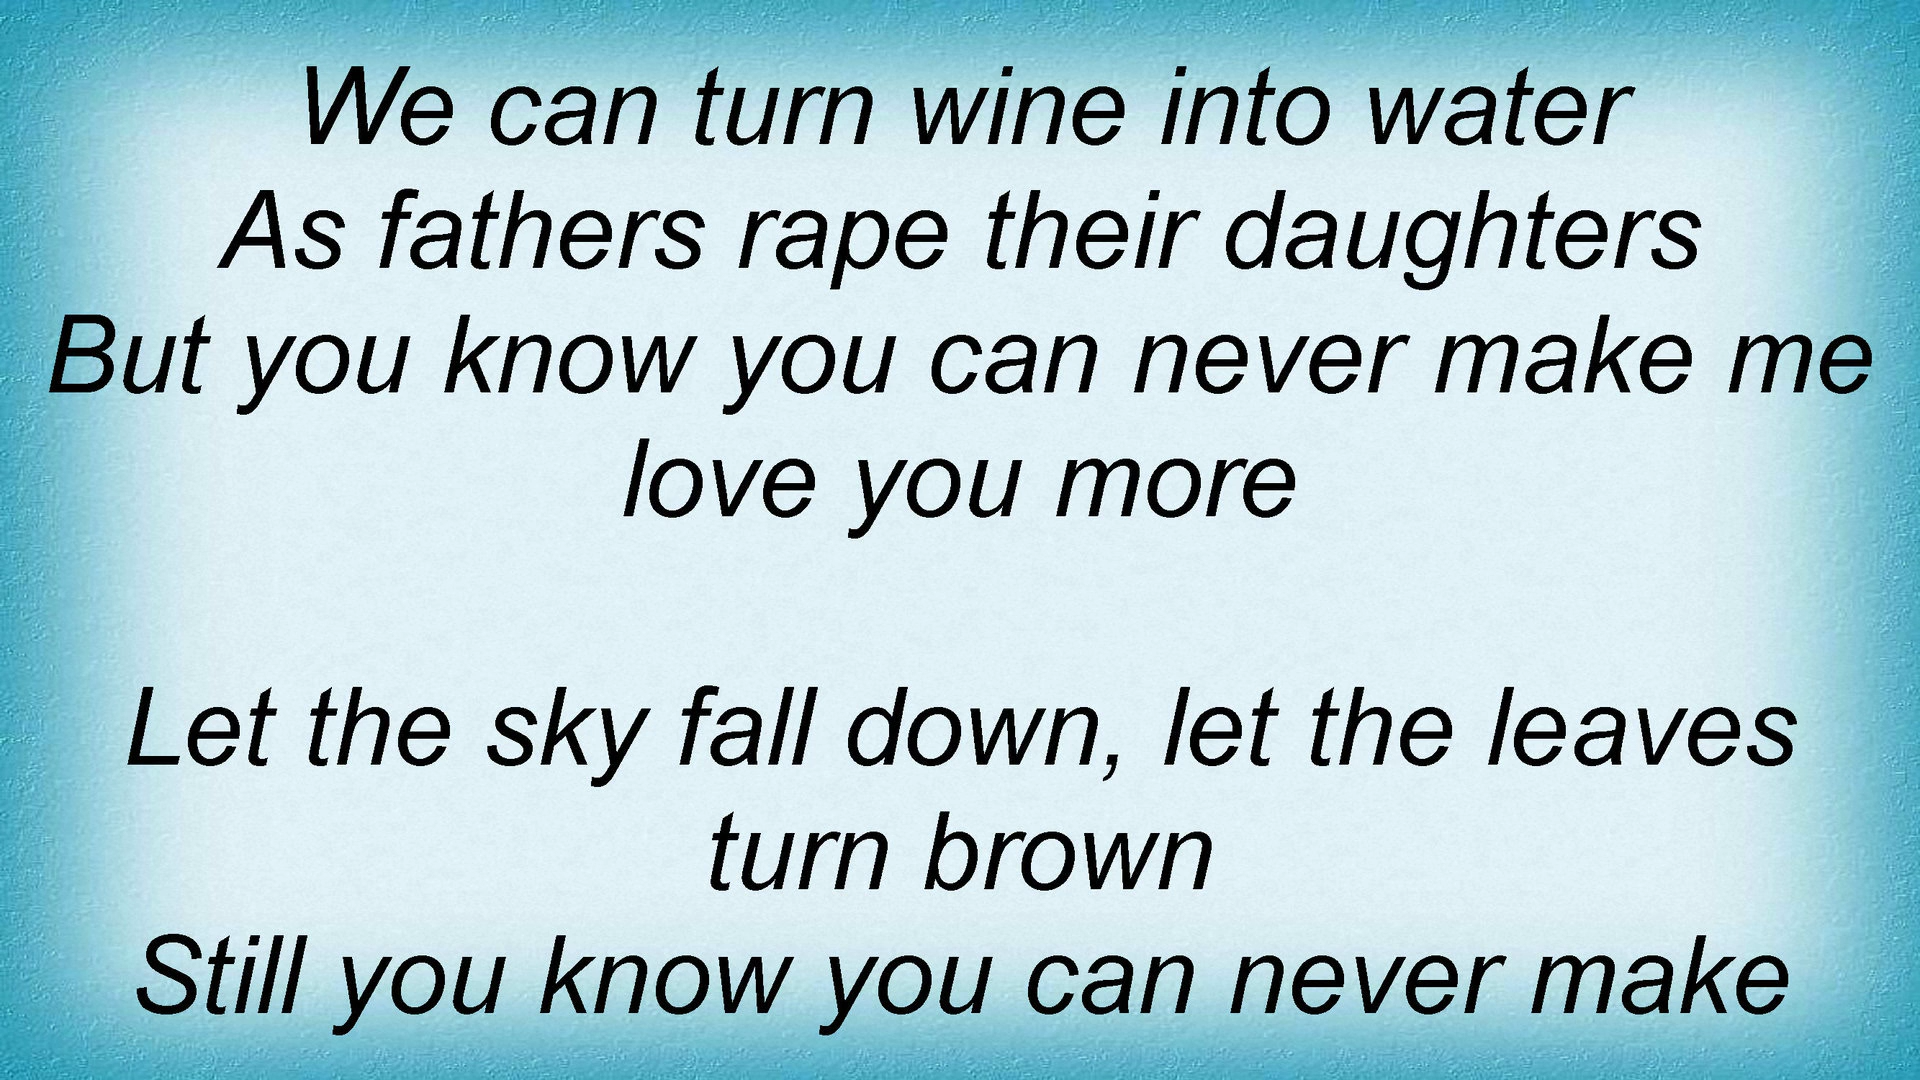 We can turn wine into water
As fathers rape their daughters
But you know you can never make me
love you more
Let the sky fall down, let the leaves
turn brown
Still you know you can never make